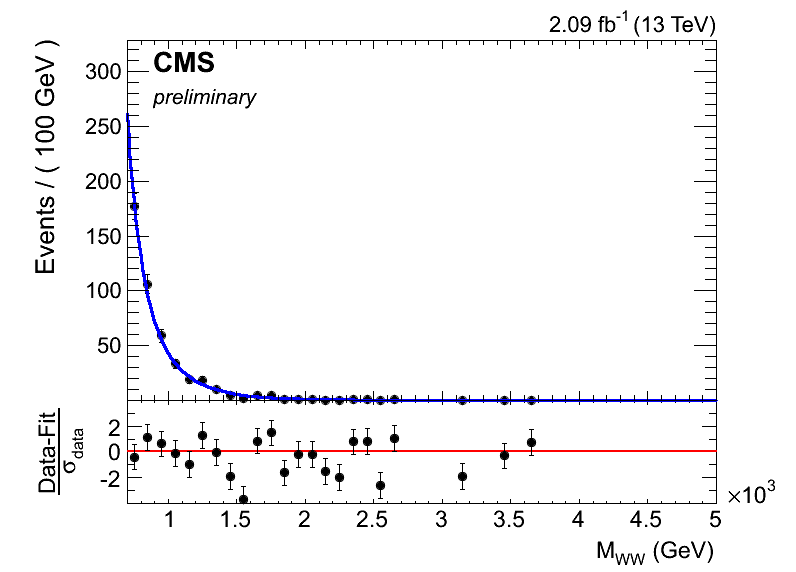 2.09 fb⁻¹ (13 TeV)
CMS
preliminary
Events / ( 100 GeV )
300
250
200
150
100
50
Data-Fit
σdata
2
0
-2
×10³
1 1.5 2 2.5 3 3.5 4 4.5 5
MWW (GeV)